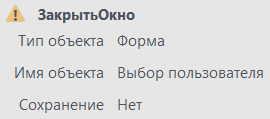 ЗакрытьОкно
Тип объекта Форма
Имя объекта Выбор пользователя
Сохранение Нет